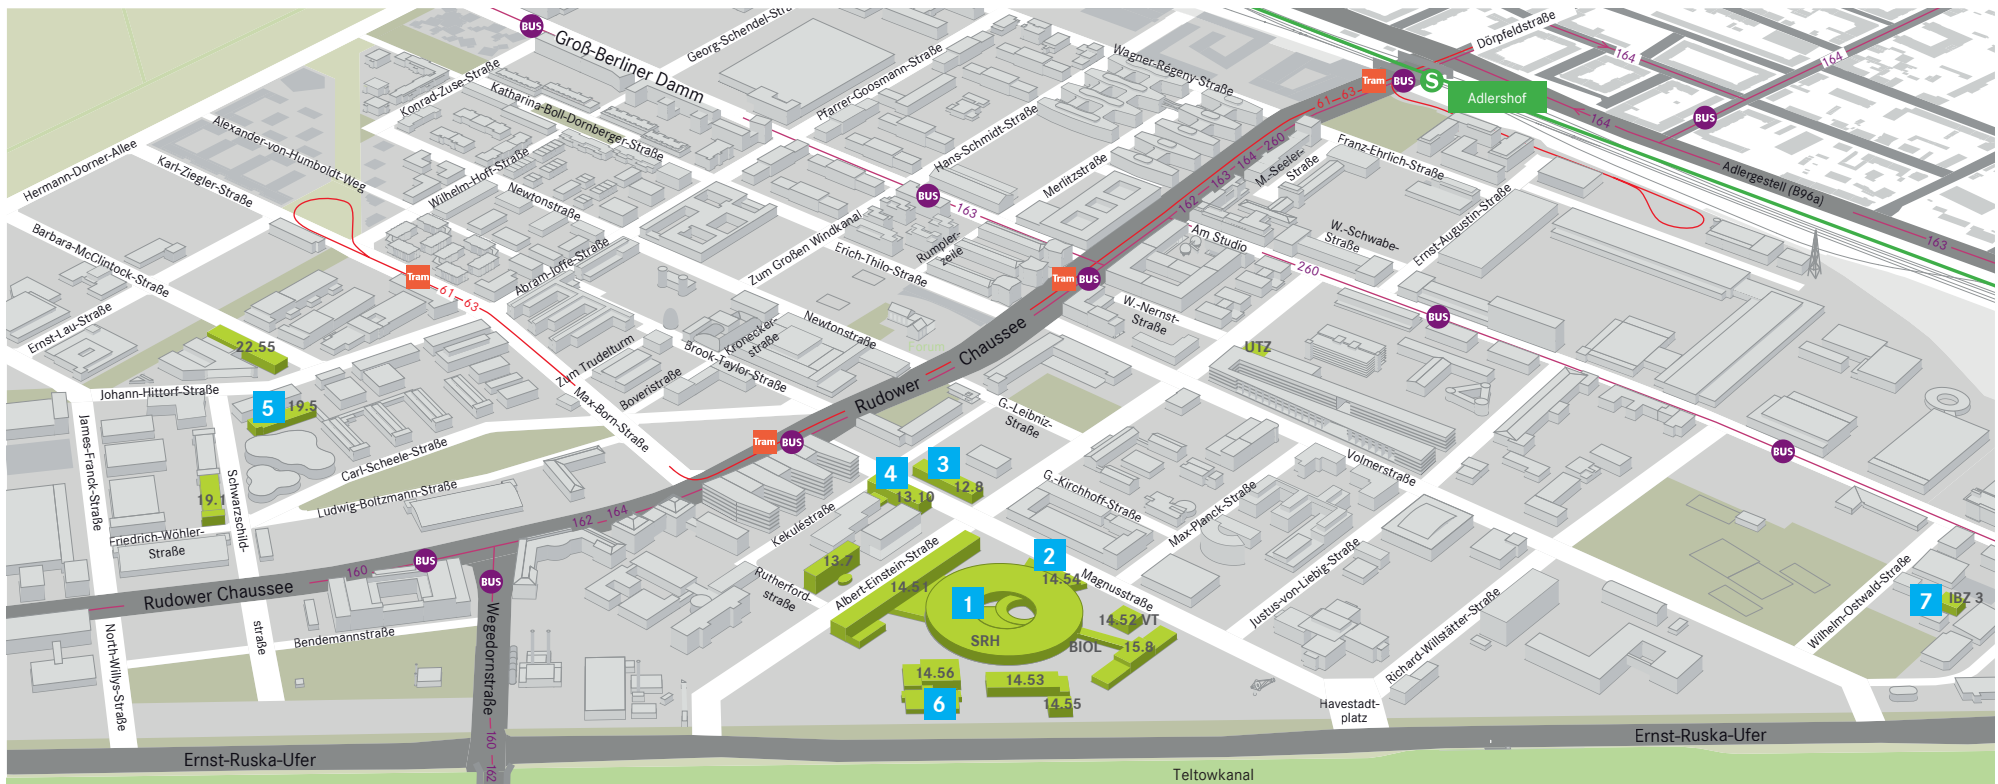 BUS
Groß-Berliner Damm
Georg-Schendel-Stra
Konrad-Zuse-Straße
Katharina-Boll-Dornberger-Straße
Pfarrer-Goosmann-Straße
Wagner-Régeny-Straße
Dörpfeldstraße
164
164
Tram
BUS
S
Adlershof
61
63
BUS
164
Adlergestell (B96a)
163
Hermann-Dorner-Allee
Alexander-von-Humboldt-Weg
Karl-Ziegler-Straße
Wilhelm-Hoff-Straße
Newtonstraße
Hans-Schmidt-Straße
Merlitzstraße
162
163
164
260
M.-Seeler-
Straße
Franz-Ehrlich-Straße
Ernst-Augustin-Straße
W.-Schwabe-
Straße
Am Studio
260
BUS
163
Barbara-McClintock-Straße
Tram
61
63
Abram-Joffe-Straße
Zum Großen Windkanal
Erich-Thilo-Straße
Rumpler-
zeile
Tram
BUS
W.-Nernst-
Straße
BUS
Ernst-Lau-Straße
22.55
Johann-Hittorf-Straße
5
19.5
Zum Trudelturm
Boveristraße
Max-Born-Straße
Brook-Taylor-Straße
Kronecker-
straße
Newtonstraße
Forum
Rudower Chaussee
UTZ
G.-Leibniz-
Straße
Tram
BUS
BUS
James-Franck-Straße
Schwarzschild-
straße
19.1
Carl-Scheele-Straße
Ludwig-Boltzmann-Straße
Friedrich-Wöhler-
Straße
162
164
4
13.10
3
12.8
G.-Kirchhoff-Straße
Volmerstraße
Max-Planck-Straße
Kekuléstraße
13.7
Rutherford-
straße
Albert-Einstein-Straße
14.51
2
14.54
Magnusstraße
1
SRH
14.52 VT
BIOL
15.8
Justus-von-Liebig-Straße
Richard-Willstätter-Straße
Wilhelm-Ostwald-Straße
7
IBZ 3
160
BUS
BUS
Rudower Chaussee
North-Willys-Straße
Bendemannstraße
Wegedornstraße
160
162
14.56
6
14.53
14.55
Havestadt-
platz
Ernst-Ruska-Ufer
Ernst-Ruska-Ufer
Teltowkanal